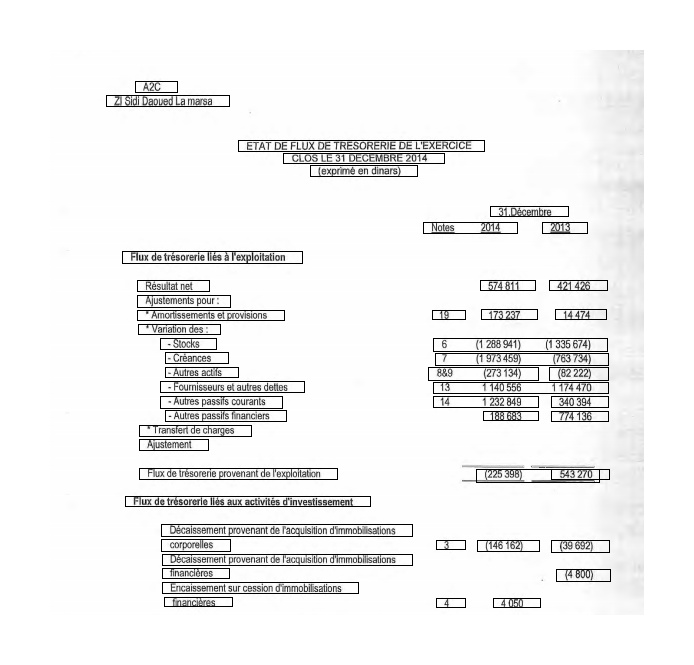 A2C
ZI Sidi Daoued La marsa
ETAT DE FLUX DE TRESORERIE DE L'EXERCICE
CLOS LE 31 DECEMBRE 2014
(exprimé en dinars)
31.Décembre
Notes 2014 2013
Flux de trésorerie liés à l'exploitation
Résultat net 574 811 421 426
Ajustements pour :
* Amortissements et provisions 19 173 237 14 474
* Variation des :
- Stocks 6 (1 288 941) (1 335 674)
- Créances 7 (1 973 459) (763 734)
- Autres actifs 8&9 (273 134) (82 222)
- Fournisseurs et autres dettes 13 1 140 556 1 174 470
- Autres passifs courants 14 1 232 849 340 394
- Autres passifs financiers 188 683 774 136
* Transfert de charges
Ajustement
Flux de trésorerie provenant de l'exploitation (225 398) 543 270
Flux de trésorerie liés aux activités d'investissement
Décaissement provenant de l'acquisition d'immobilisations
corporelles 3 (146 162) (39 692)
Décaissement provenant de l'acquisition d'immobilisations
financières (4 800)
Encaissement sur cession d'immobilisations
financières 4 4 050